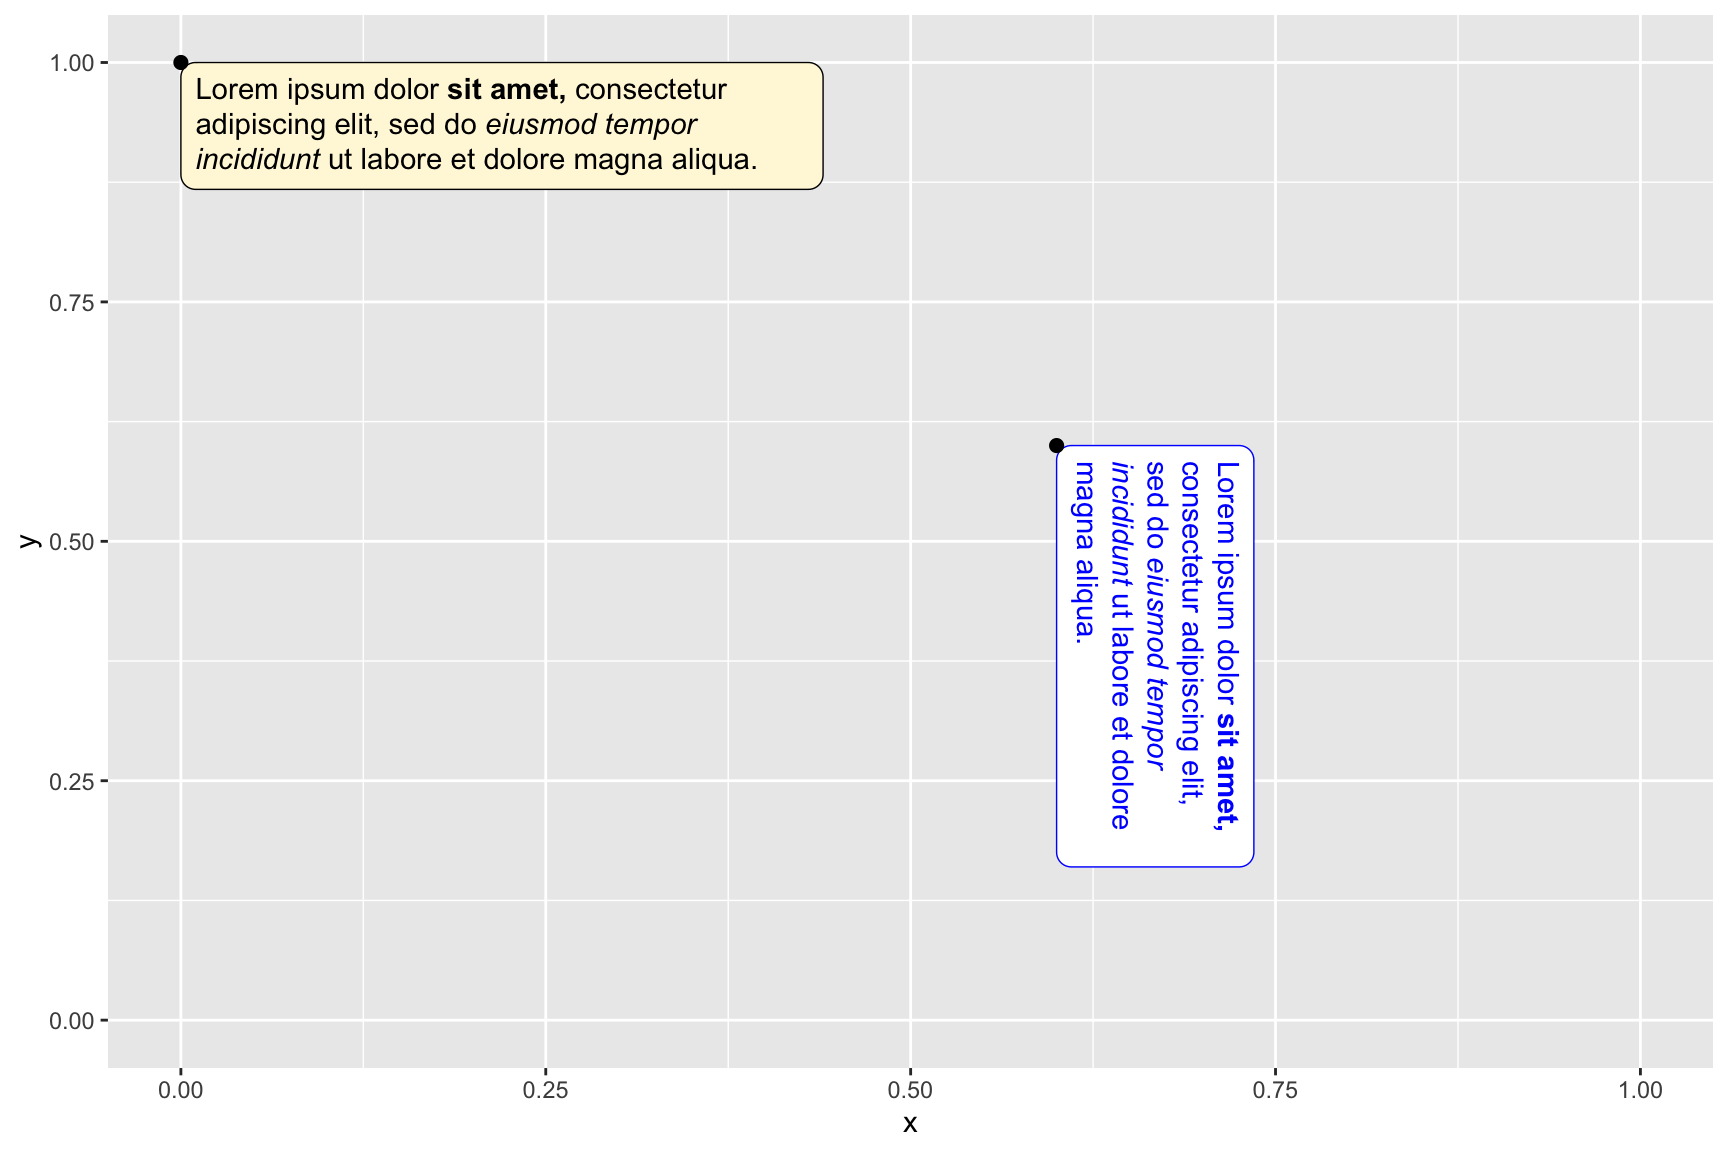 1.00
Lorem ipsum dolor sit amet, consectetur
adipiscing elit, sed do eiusmod tempor
incididunt ut labore et dolore magna aliqua.
0.75
Lorem ipsum dolor sit amet,
consectetur adipiscing elit,
sed do eiusmod tempor
incididunt ut labore et dolore
magna aliqua.
y
0.50
0.25
0.00
0.00 0.25 0.50 0.75 1.00
x